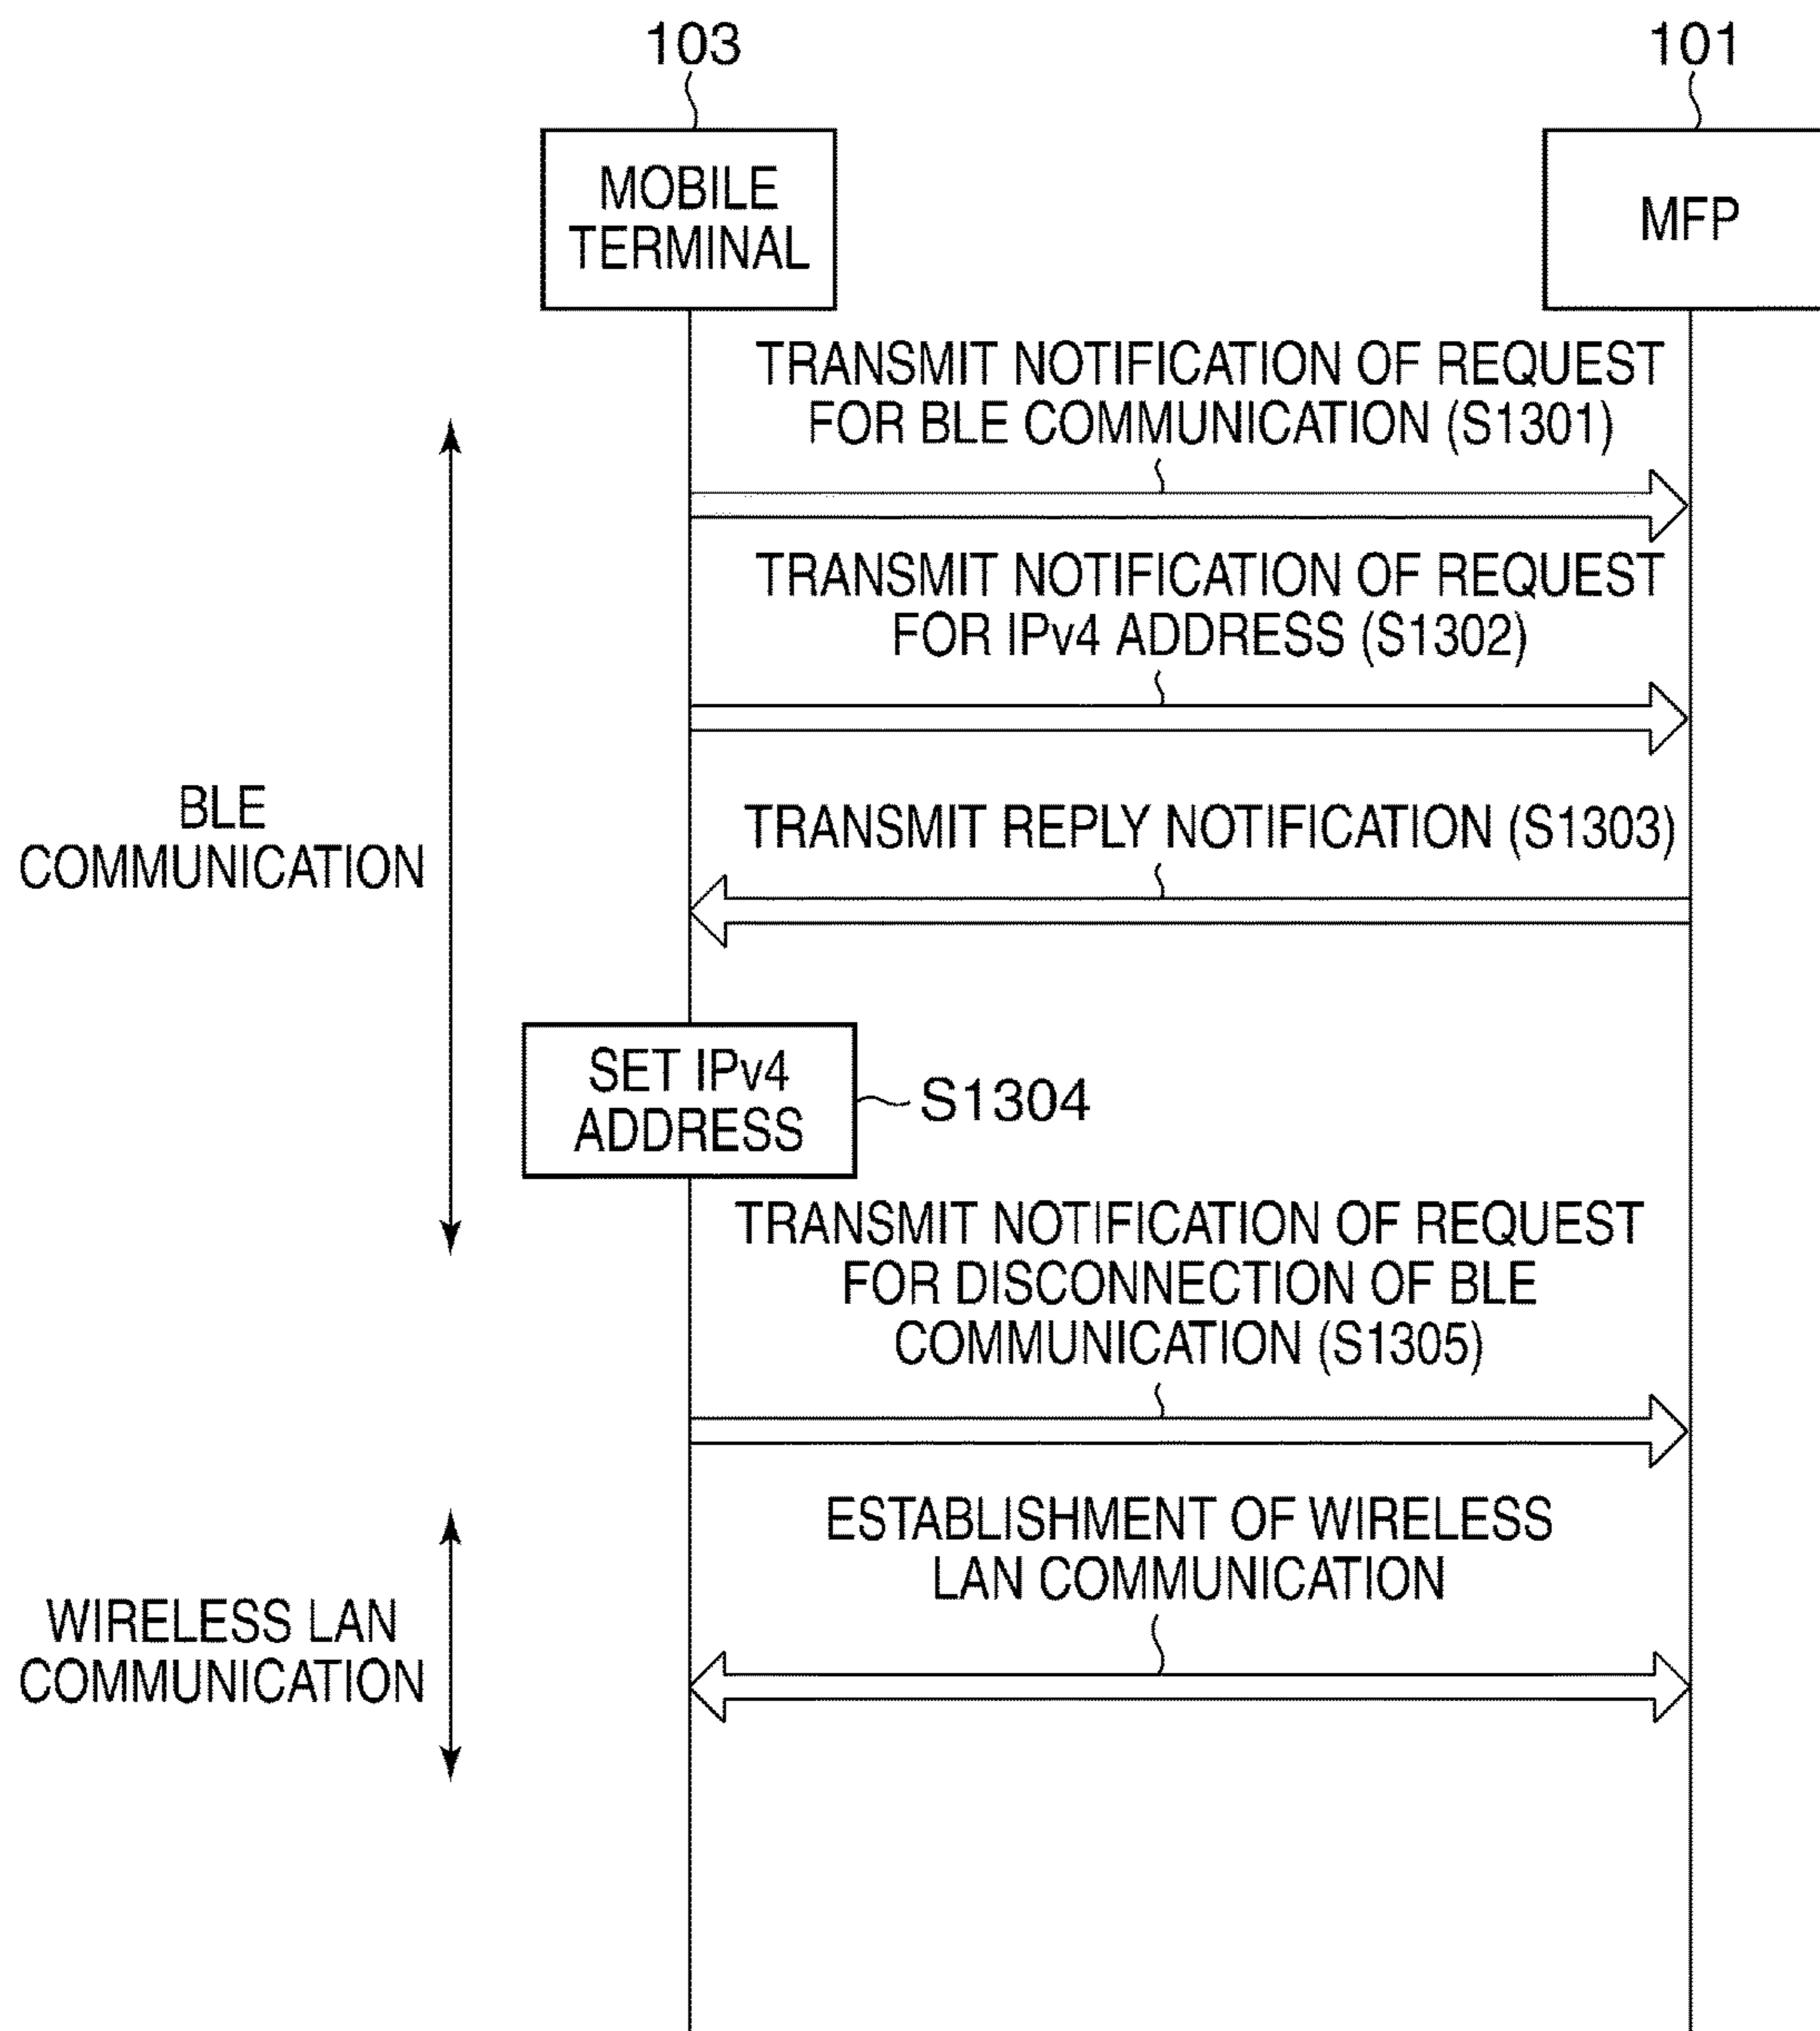 103
101
MOBILE
TERMINAL
MFP
TRANSMIT NOTIFICATION OF REQUEST
FOR BLE COMMUNICATION (S1301)
TRANSMIT NOTIFICATION OF REQUEST
FOR IPv4 ADDRESS (S1302)
BLE
COMMUNICATION
TRANSMIT REPLY NOTIFICATION (S1303)
SET IPv4
ADDRESS
S1304
TRANSMIT NOTIFICATION OF REQUEST
FOR DISCONNECTION OF BLE
COMMUNICATION (S1305)
ESTABLISHMENT OF WIRELESS
LAN COMMUNICATION
WIRELESS LAN
COMMUNICATION